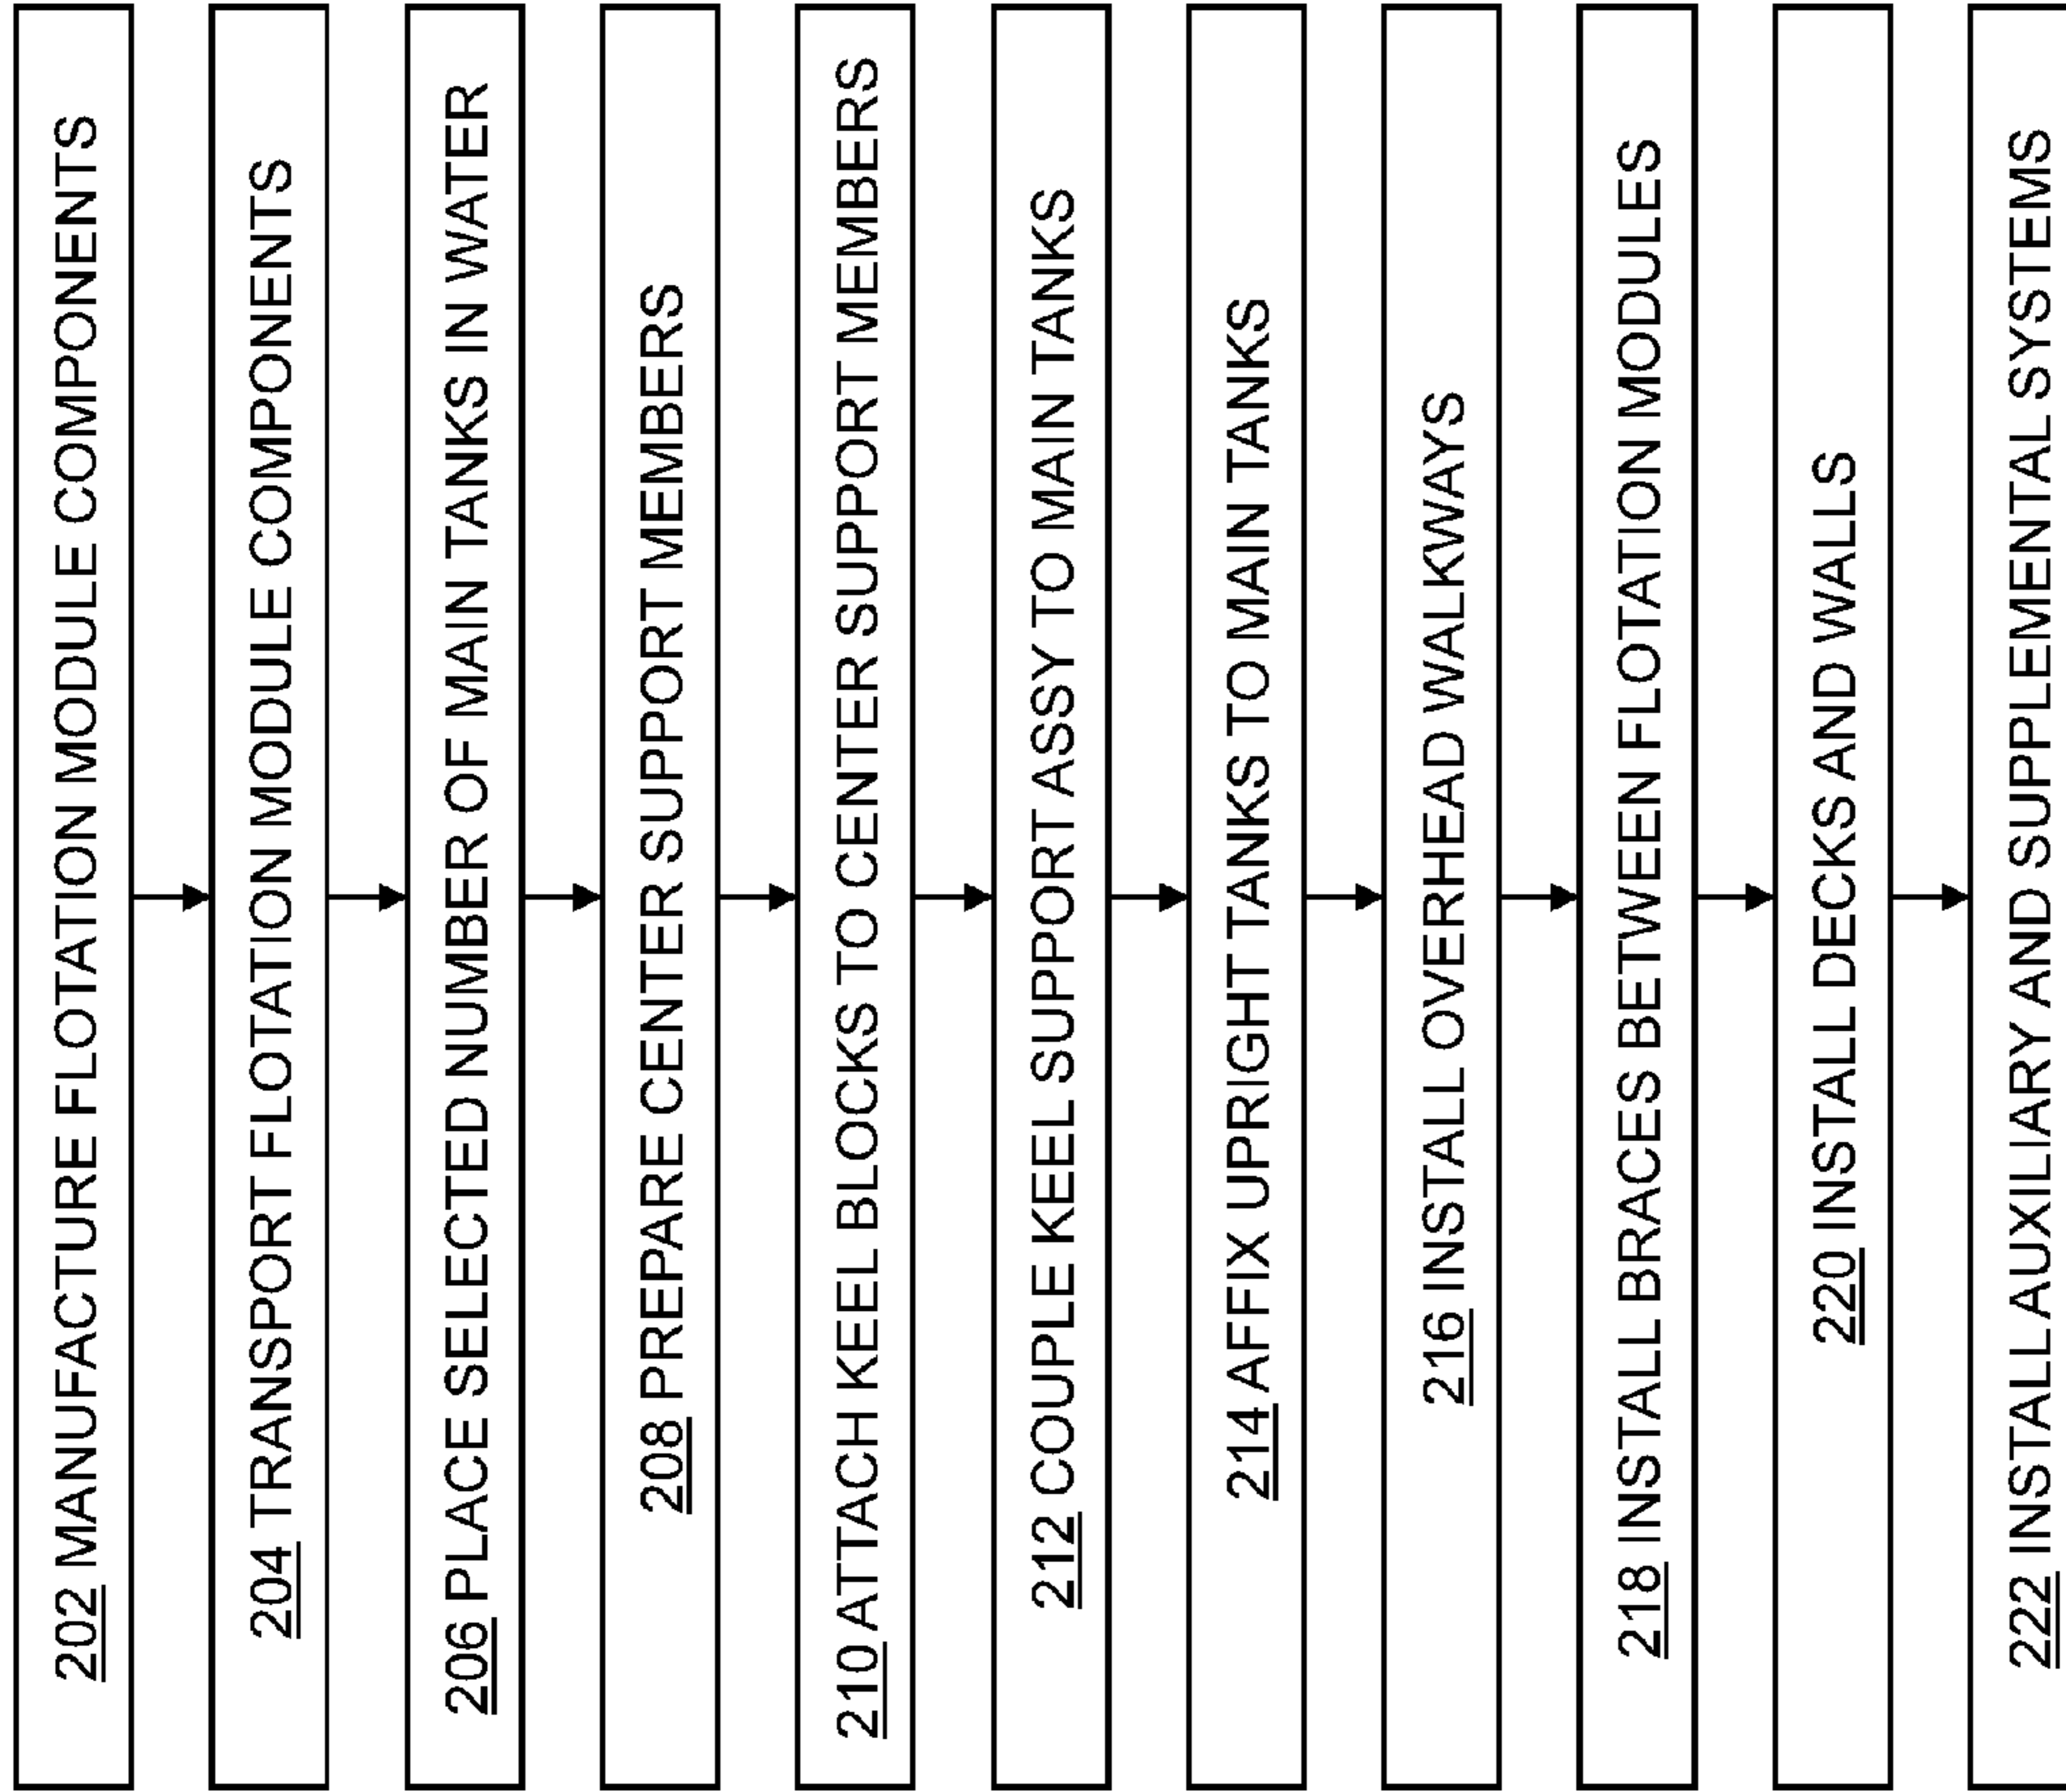 202 MANUFACTURE FLOTATION MODULE COMPONENTS
204 TRANSPORT FLOTATION MODULE COMPONENTS
206 PLACE SELECTED NUMBER OF MAIN TANKS IN WATER
208 PREPARE CENTER SUPPORT MEMBERS
210 ATTACH KEEL BLOCKS TO CENTER SUPPORT MEMBERS
212 COUPLE KEEL SUPPORT ASSY TO MAIN TANKS
214 AFFIX UPRIGHT TANKS TO MAIN TANKS
216 INSTALL OVERHEAD WALKWAYS
218 INSTALL BRACES BETWEEN FLOTATION MODULES
220 INSTALL DECKS AND WALLS
222 INSTALL AUXILIARY AND SUPPLEMENTAL SYSTEMS